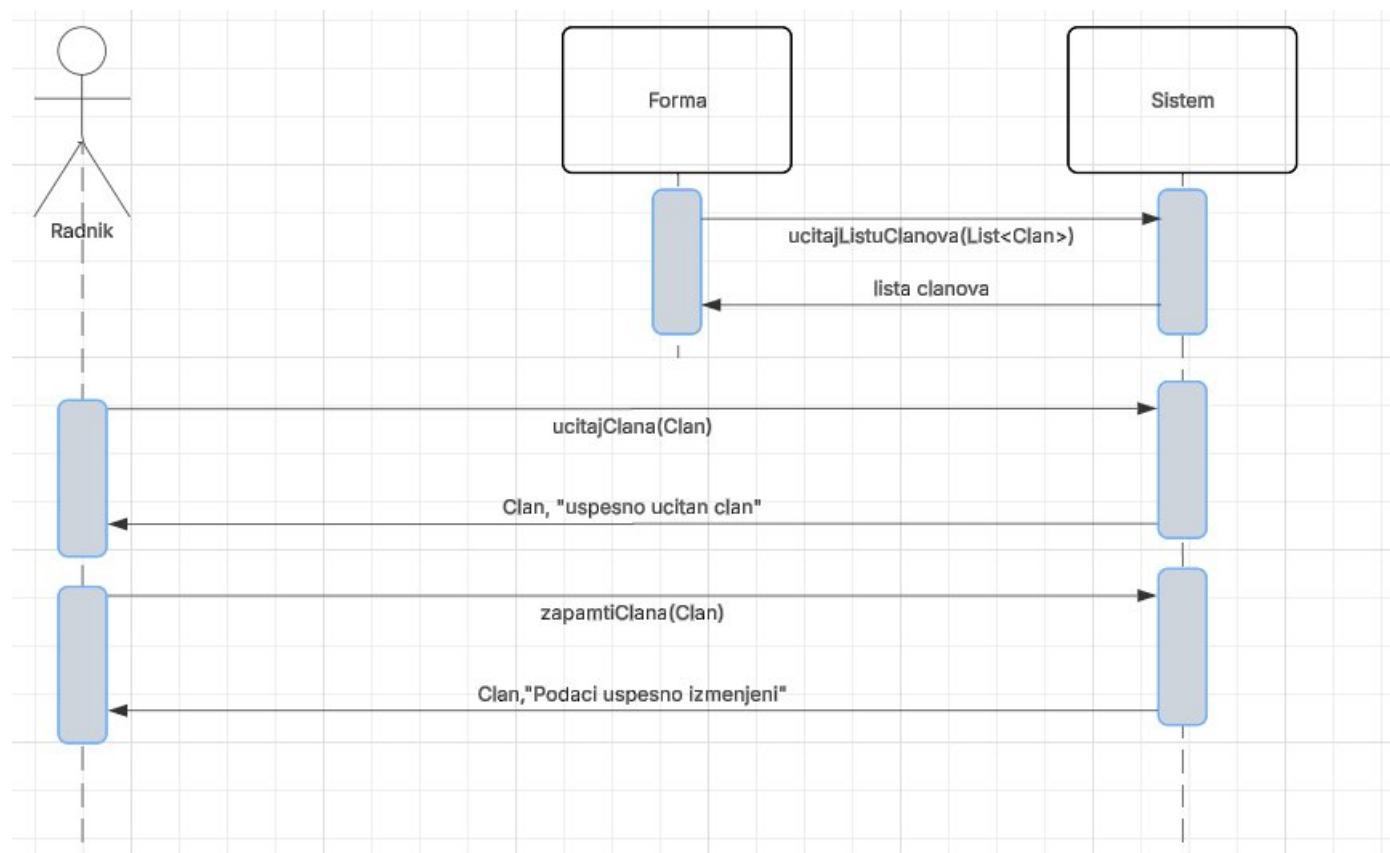 Forma
Sistem
Radnik
ucitajListuClanova(List<Clan>)
lista clanova
ucitajClana(Clan)
Clan, "uspesno ucitan clan"
zapamtiClana(Clan)
Clan,"Podaci uspesno izmenjeni"